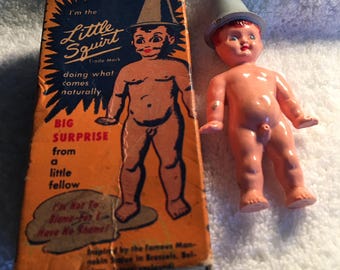 I'm the
Little
Squirt
Trade Mark
doing what
comes
naturally
BIG
SURPRISE
from
a
little
fellow
I'm Not To...
Blame-For I...
Have No Shame!
Inspired by the Famous Man-
nekin Statue in Brussels, Bel-